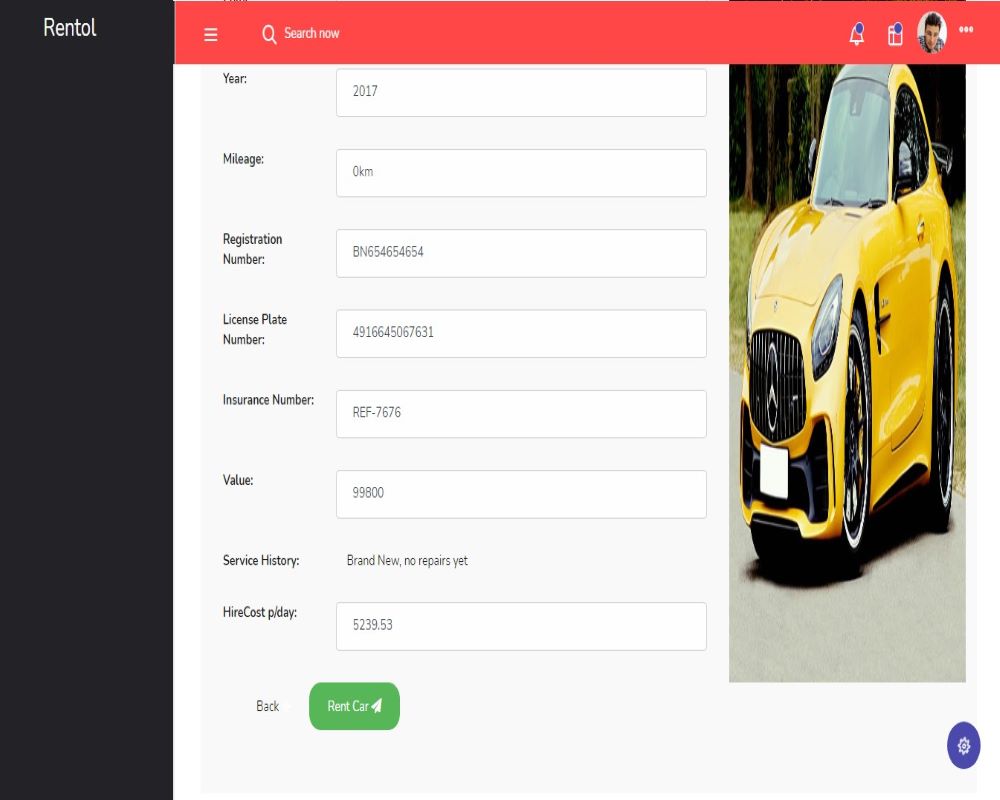 Rentol
Search now
Year:
2017
Mileage:
0km
Registration
Number:
BN654654654
License Plate
Number:
4916645067631
Insurance Number:
REF-7676
Value:
99800
Service History:
Brand New, no repairs yet
HireCost p/day:
5239.53
Back
Rent Car